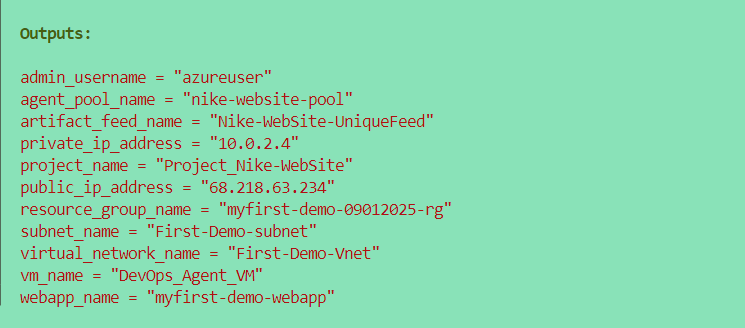 Outputs:
admin_username = "azureuser"
agent_pool_name = "nike-website-pool"
artifact_feed_name = "Nike-WebSite-UniqueFeed"
private_ip_address = "10.0.2.4"
project_name = "Project_Nike-WebSite"
public_ip_address = "68.218.63.234"
resource_group_name = "myfirst-demo-09012025-rg"
subnet_name = "First-Demo-subnet"
virtual_network_name = "First-Demo-Vnet"
vm_name = "DevOps_Agent_VM"
webapp_name = "myfirst-demo-webapp"